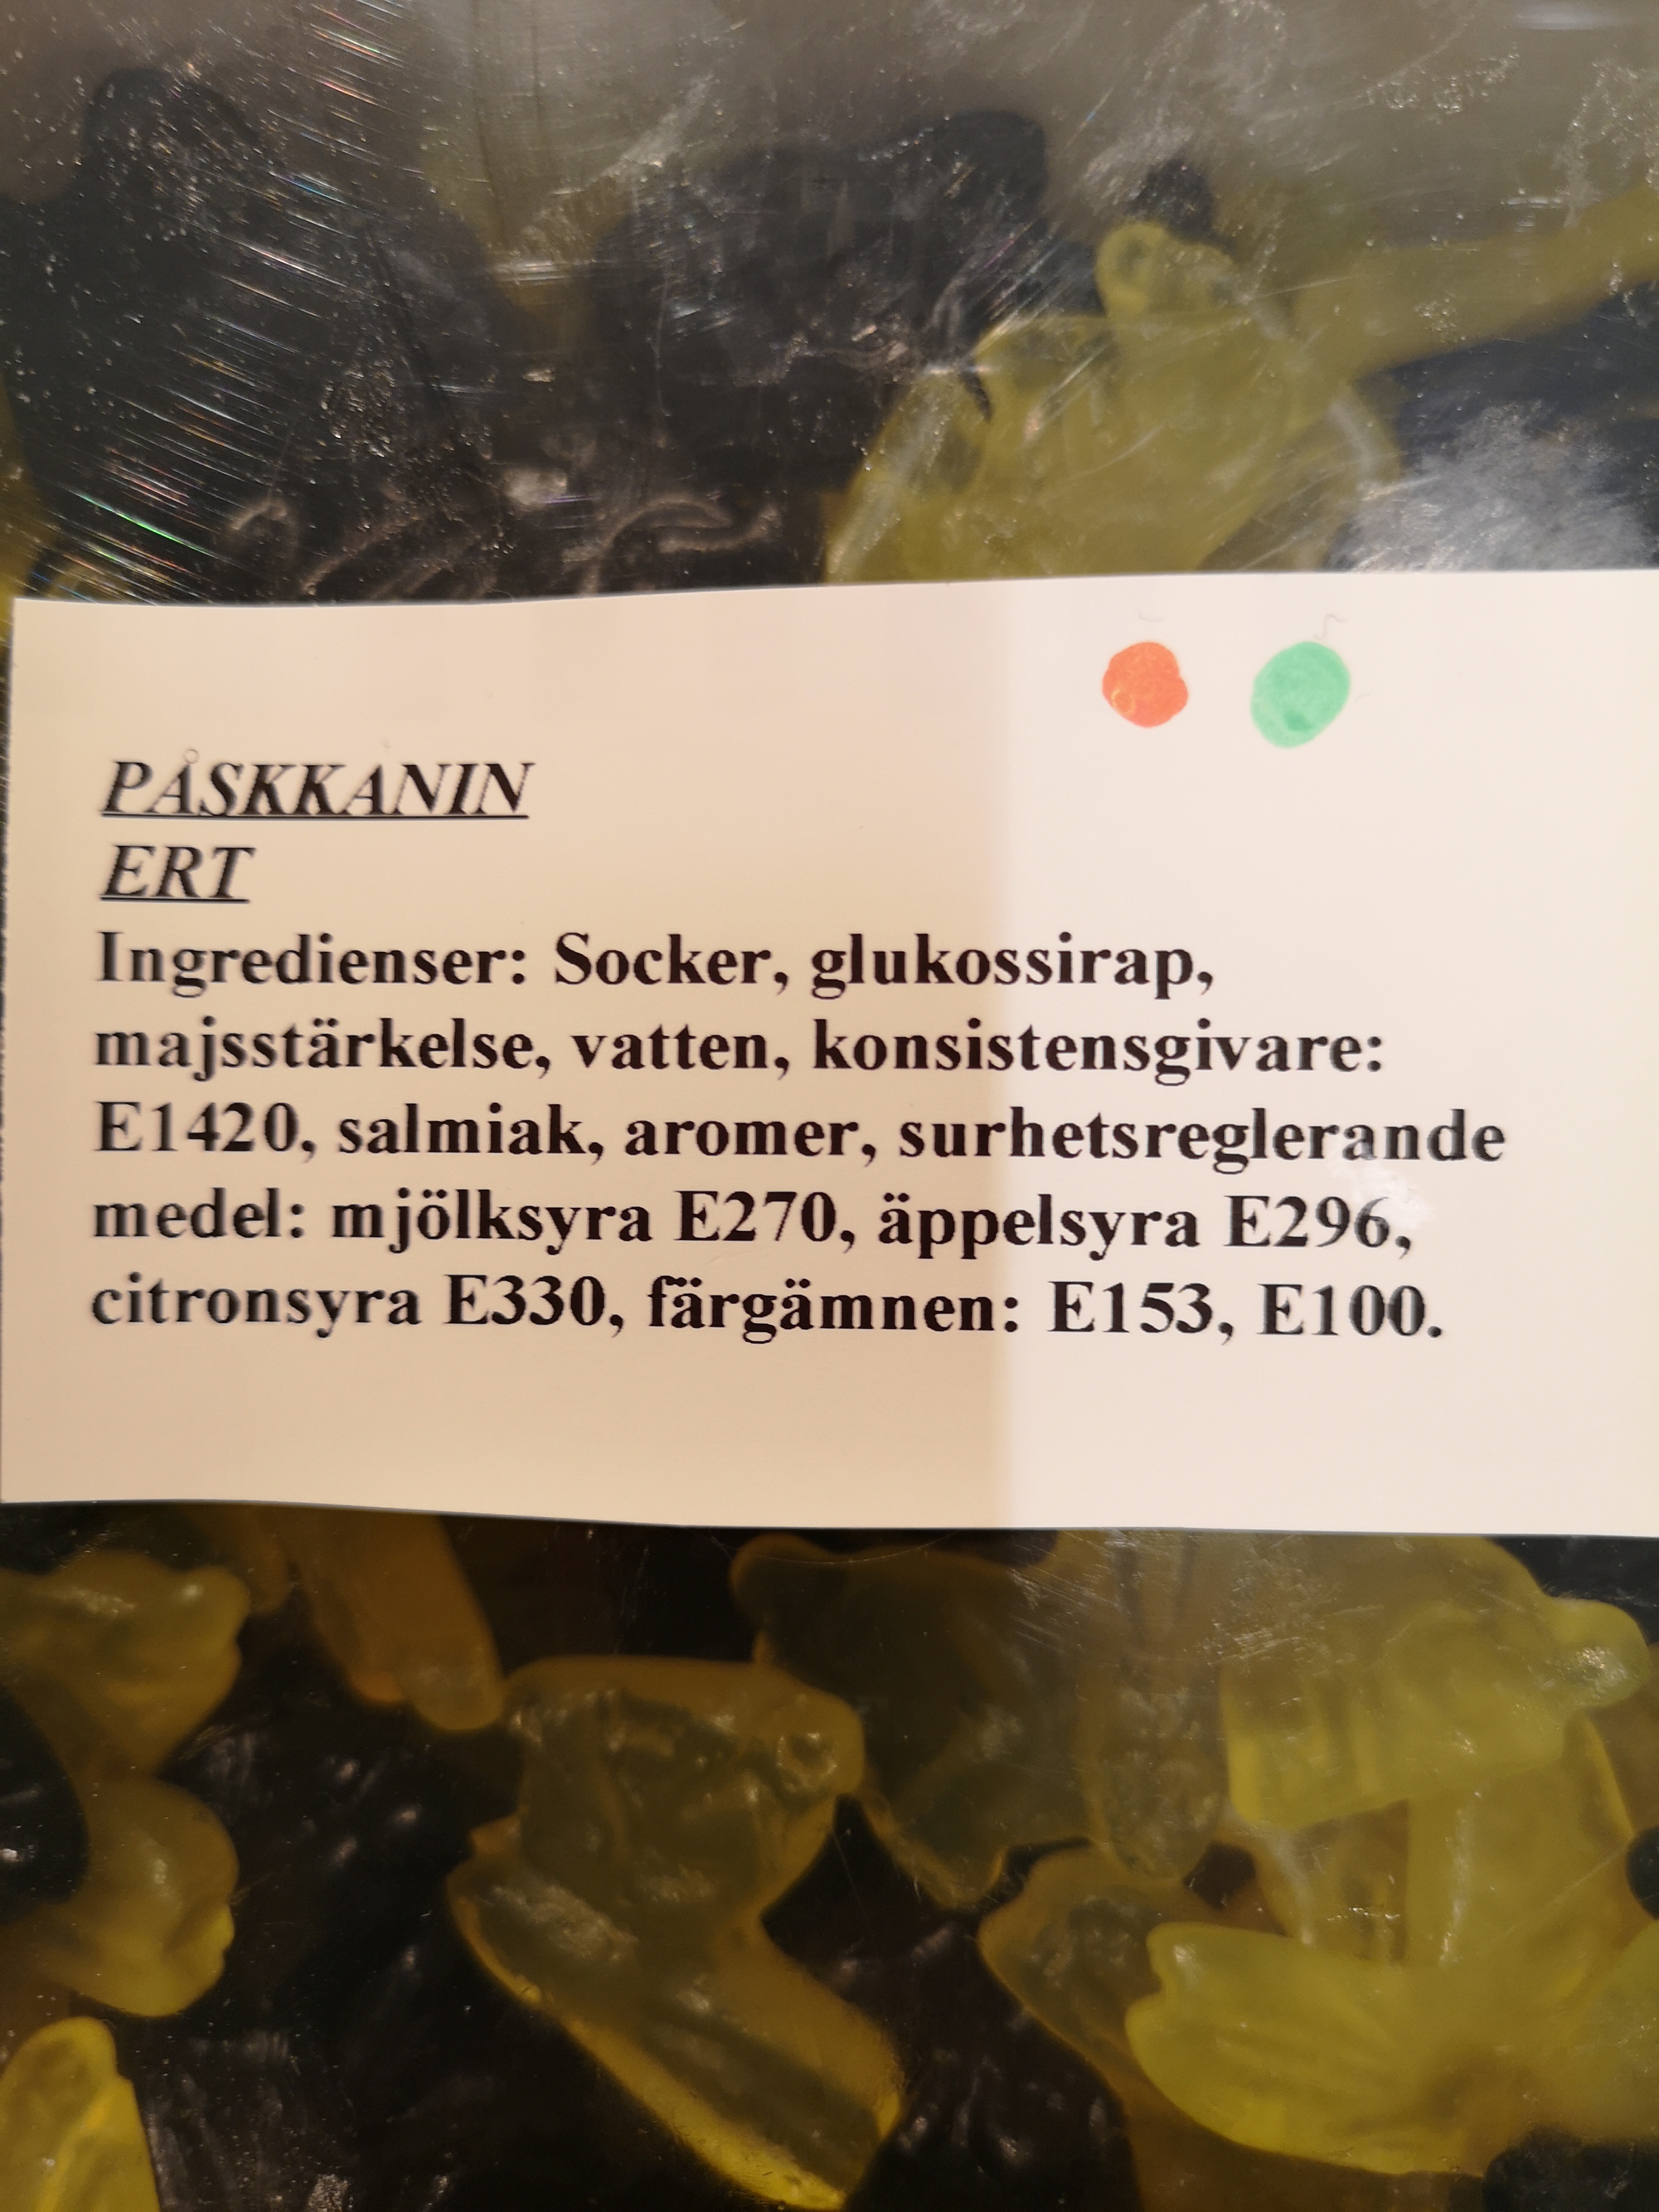 PÅSKKANIN
ERT
Ingredienser: Socker, glukossirap,
majsstärkelse, vatten, konsistensgivare:
E1420, salmiak, aromer, surhetsreglerande
medel: mjölksyra E270, äppelsyra E296,
citronsyra E330, färgämnen: E153, E100.